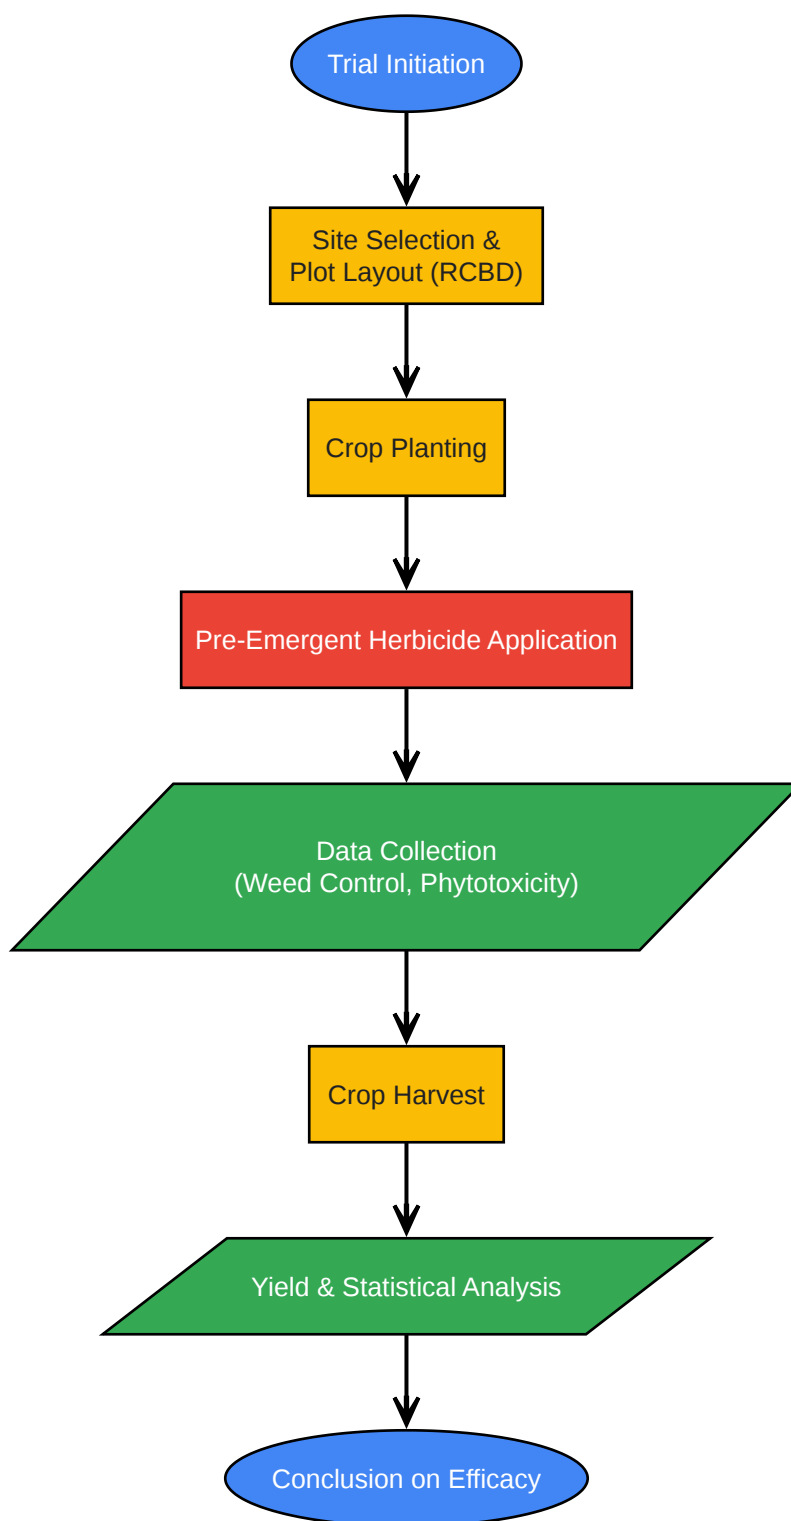 Trial Initiation
Site Selection &
Plot Layout (RCBD)
Crop Planting
Pre-Emergent Herbicide Application
Data Collection
(Weed Control, Phytotoxicity)
Crop Harvest
Yield & Statistical Analysis
Conclusion on Efficacy